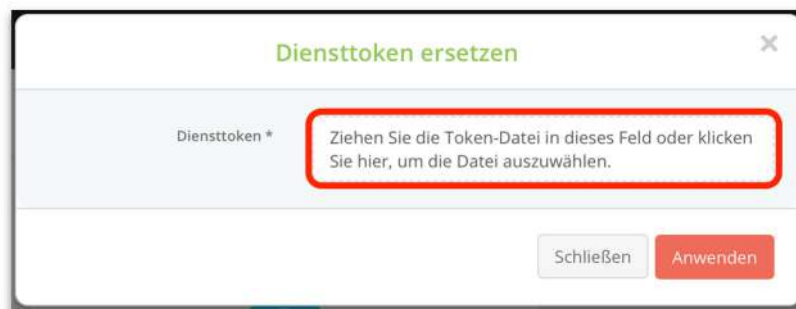 Diensttoken ersetzen
Diensttoken *
Ziehen Sie die Token-Datei in dieses Feld oder klicken
Sie hier, um die Datei auszuwählen.
Schließen
Anwenden